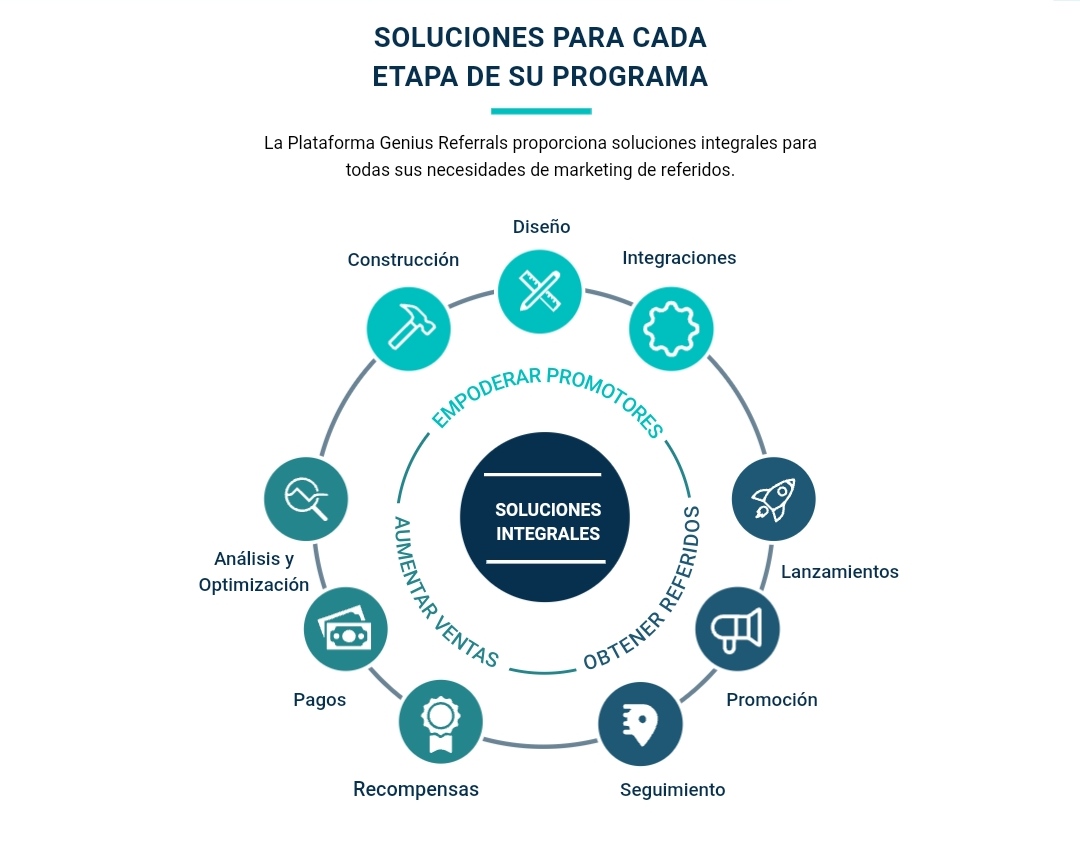 SOLUCIONES PARA CADA
ETAPA DE SU PROGRAMA
La Plataforma Genius Referrals proporciona soluciones integrales para
todas sus necesidades de marketing de referidos.
Diseño
Construcción
Integraciones
EMPODERAR PROMOTORES
SOLUCIONES
INTEGRALES
AUMENTAR VENTAS
OBTENER REFERIDOS
Análisis y
Optimización
Lanzamientos
Pagos
Promoción
Recompensas
Seguimiento